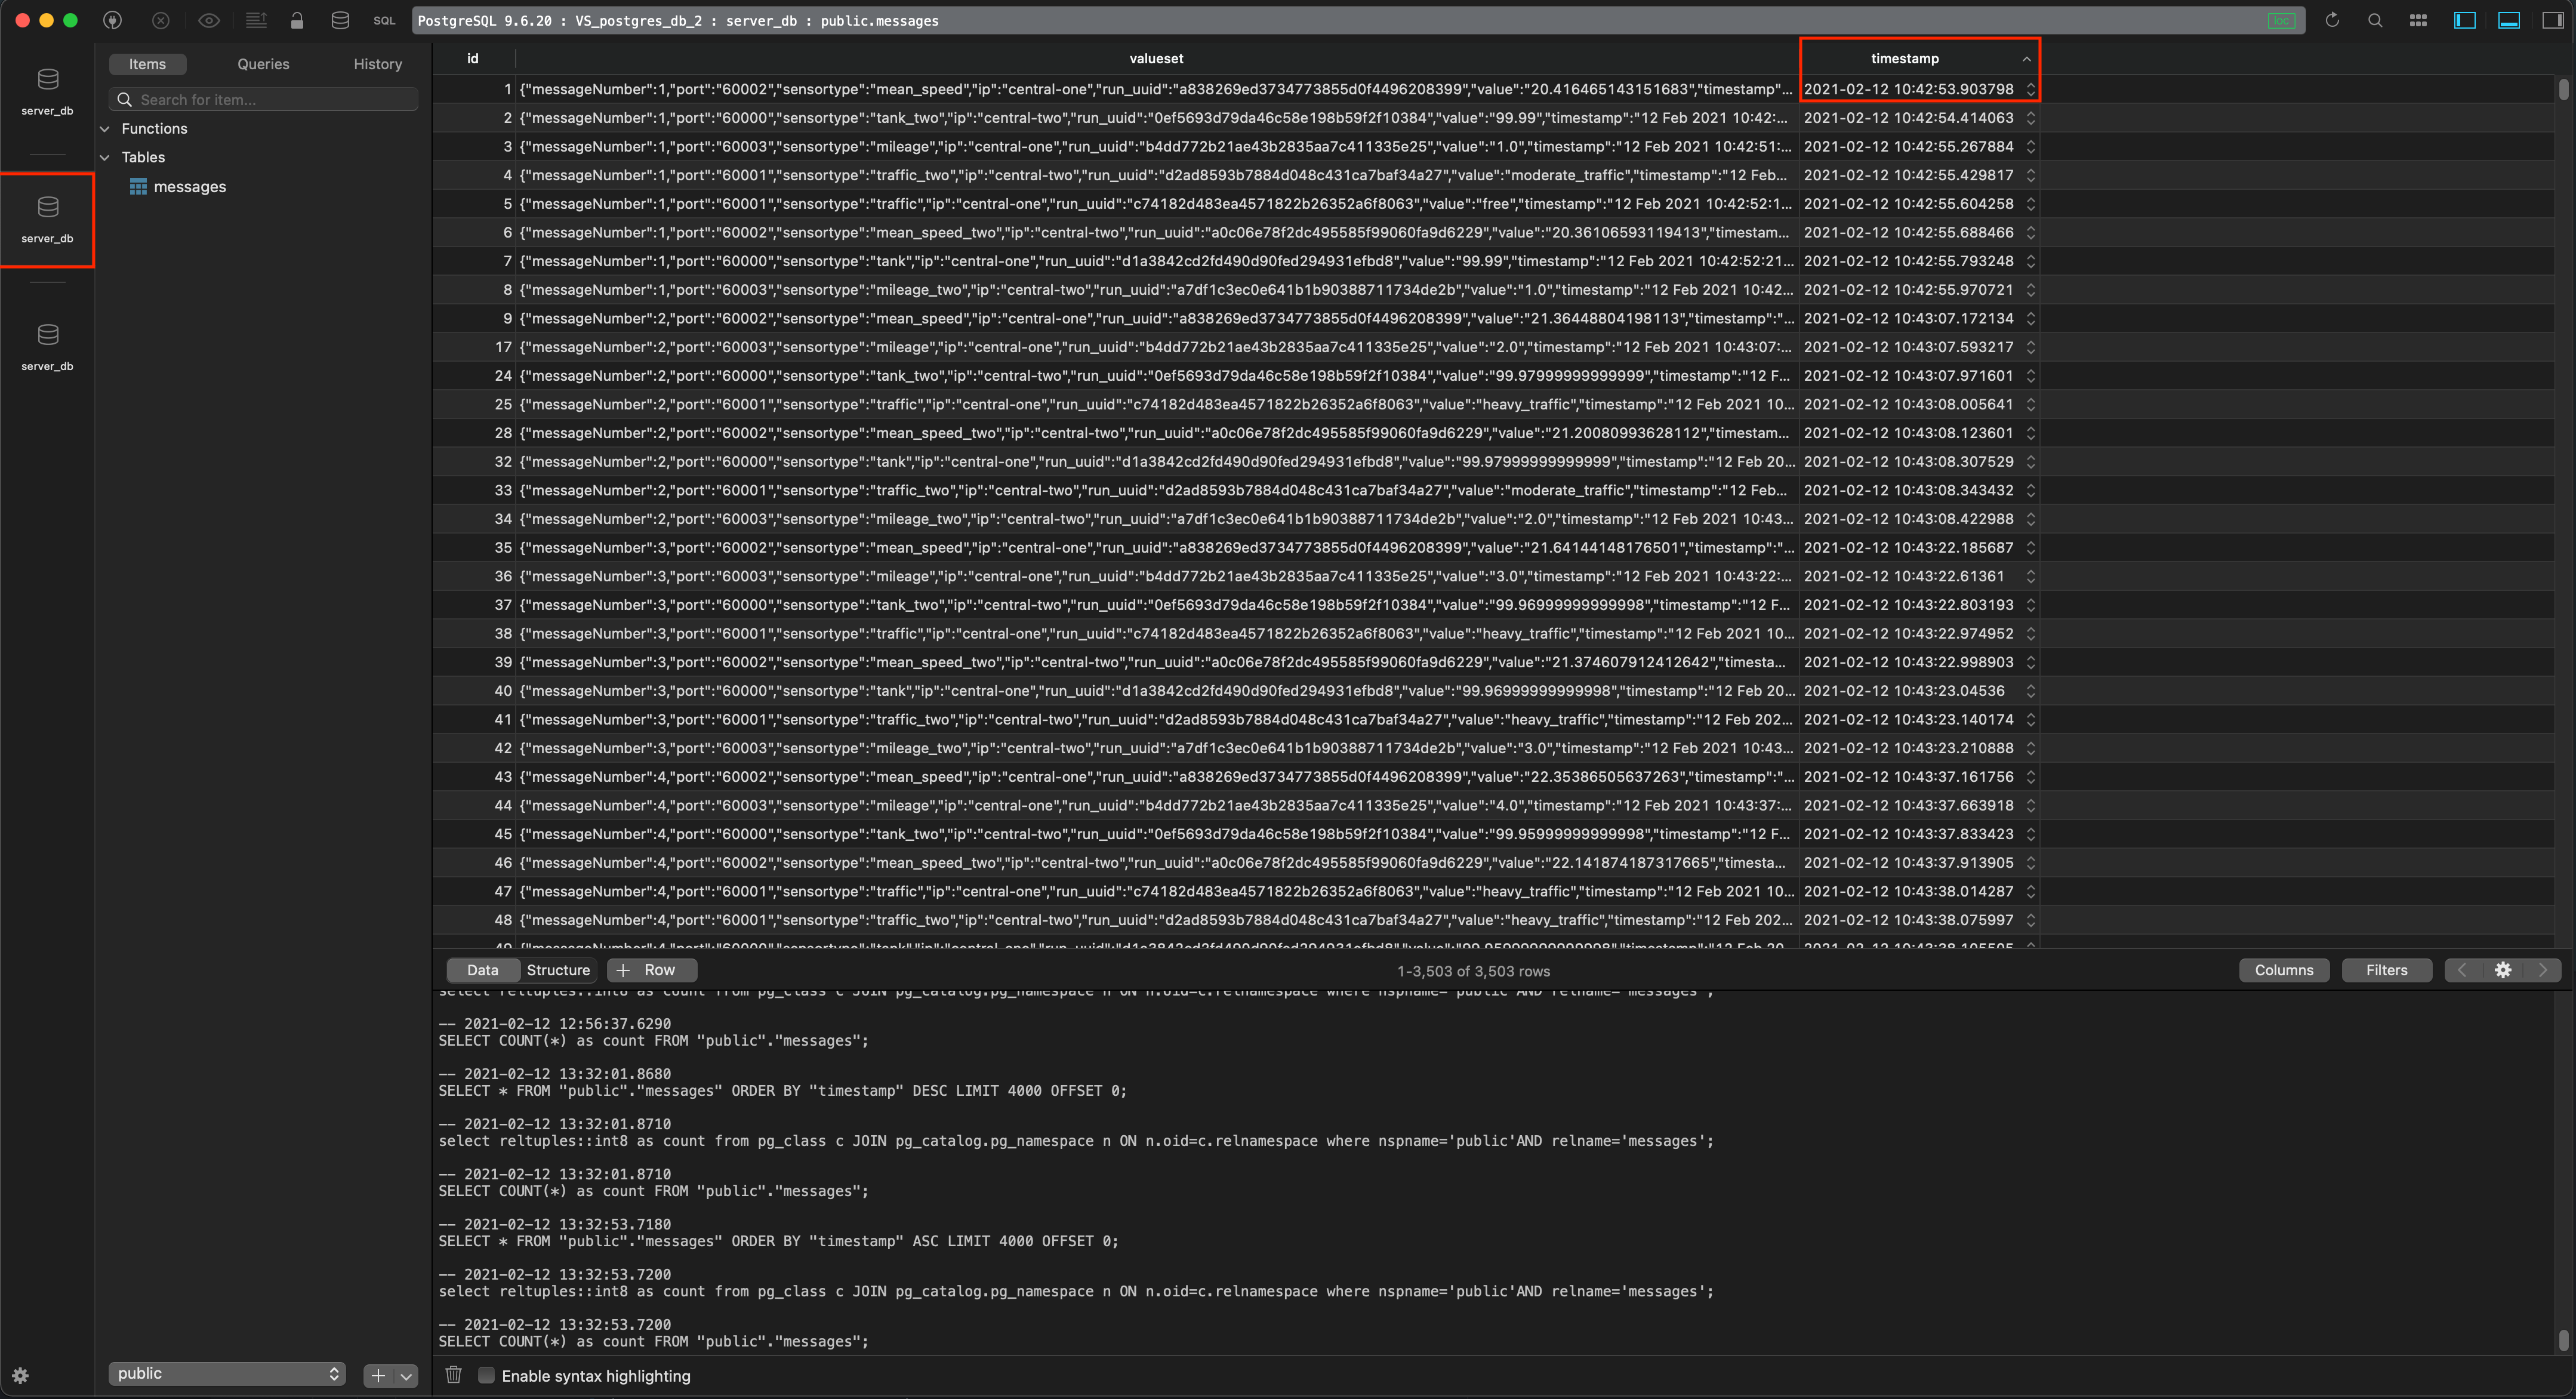 SQL
PostgreSQL 9.6.20 : VS_postgres_db_2 : server_db : public.messages
loc
server_db
server_db
server_db
Items Queries History
Search for item...
Functions
Tables
messages
public
id valueset timestamp
1 {"messageNumber":1,"port":"60002","sensortype":"mean_speed","ip":"central-one","run_uuid":"a838269ed3734773855d0f4496208399","value":"20.416465143151683","timestamp"... 2021-02-12 10:42:53.903798
2 {"messageNumber":1,"port":"60000","sensortype":"tank_two","ip":"central-two","run_uuid":"0ef5693d79da46c58e198b59f2f10384","value":"99.99","timestamp":"12 Feb 2021 10:42:... 2021-02-12 10:42:54.414063
3 {"messageNumber":1,"port":"60003","sensortype":"mileage","ip":"central-one","run_uuid":"b4dd772b21ae43b2835aa7c411335e25","value":"1.0","timestamp":"12 Feb 2021 10:42:51:... 2021-02-12 10:42:55.267884
4 {"messageNumber":1,"port":"60001","sensortype":"traffic_two","ip":"central-two","run_uuid":"d2ad8593b7884d048c431ca7baf34a27","value":"moderate_traffic","timestamp":"12 Feb... 2021-02-12 10:42:55.429817
5 {"messageNumber":1,"port":"60001","sensortype":"traffic","ip":"central-one","run_uuid":"c74182d483ea4571822b26352a6f8063","value":"free","timestamp":"12 Feb 2021 10:42:52:1... 2021-02-12 10:42:55.604258
6 {"messageNumber":1,"port":"60002","sensortype":"mean_speed_two","ip":"central-two","run_uuid":"a0c06e78f2dc495585f99060fa9d6229","value":"20.36106593119413","timestam... 2021-02-12 10:42:55.688466
7 {"messageNumber":1,"port":"60000","sensortype":"tank","ip":"central-one","run_uuid":"d1a3842cd2fd490d90fed294931efbd8","value":"99.99","timestamp":"12 Feb 2021 10:42:52:21... 2021-02-12 10:42:55.793248
8 {"messageNumber":1,"port":"60003","sensortype":"mileage_two","ip":"central-two","run_uuid":"a7df1c3ec0e641b1b90388711734de2b","value":"1.0","timestamp":"12 Feb 2021 10:42... 2021-02-12 10:42:55.970721
9 {"messageNumber":2,"port":"60002","sensortype":"mean_speed","ip":"central-one","run_uuid":"a838269ed3734773855d0f4496208399","value":"21.36448804198113","timestamp":"... 2021-02-12 10:43:07.172134
17 {"messageNumber":2,"port":"60003","sensortype":"mileage","ip":"central-one","run_uuid":"b4dd772b21ae43b2835aa7c411335e25","value":"2.0","timestamp":"12 Feb 2021 10:43:07:... 2021-02-12 10:43:07.593217
24 {"messageNumber":2,"port":"60000","sensortype":"tank_two","ip":"central-two","run_uuid":"0ef5693d79da46c58e198b59f2f10384","value":"99.97999999999999","timestamp":"12 F... 2021-02-12 10:43:07.971601
25 {"messageNumber":2,"port":"60001","sensortype":"traffic","ip":"central-one","run_uuid":"c74182d483ea4571822b26352a6f8063","value":"heavy_traffic","timestamp":"12 Feb 2021 10... 2021-02-12 10:43:08.005641
28 {"messageNumber":2,"port":"60002","sensortype":"mean_speed_two","ip":"central-two","run_uuid":"a0c06e78f2dc495585f99060fa9d6229","value":"21.20080993628112","timestam... 2021-02-12 10:43:08.123601
32 {"messageNumber":2,"port":"60000","sensortype":"tank","ip":"central-one","run_uuid":"d1a3842cd2fd490d90fed294931efbd8","value":"99.97999999999999","timestamp":"12 Feb 20... 2021-02-12 10:43:08.307529
33 {"messageNumber":2,"port":"60001","sensortype":"traffic_two","ip":"central-two","run_uuid":"d2ad8593b7884d048c431ca7baf34a27","value":"moderate_traffic","timestamp":"12 Feb... 2021-02-12 10:43:08.343432
34 {"messageNumber":2,"port":"60003","sensortype":"mileage_two","ip":"central-two","run_uuid":"a7df1c3ec0e641b1b90388711734de2b","value":"2.0","timestamp":"12 Feb 2021 10:43... 2021-02-12 10:43:08.422988
35 {"messageNumber":3,"port":"60002","sensortype":"mean_speed","ip":"central-one","run_uuid":"a838269ed3734773855d0f4496208399","value":"21.64144148176501","timestamp":"... 2021-02-12 10:43:22.185687
36 {"messageNumber":3,"port":"60003","sensortype":"mileage","ip":"central-one","run_uuid":"b4dd772b21ae43b2835aa7c411335e25","value":"3.0","timestamp":"12 Feb 2021 10:43:22:... 2021-02-12 10:43:22.61361
37 {"messageNumber":3,"port":"60000","sensortype":"tank_two","ip":"central-two","run_uuid":"0ef5693d79da46c58e198b59f2f10384","value":"99.96999999999998","timestamp":"12 F... 2021-02-12 10:43:22.803193
38 {"messageNumber":3,"port":"60001","sensortype":"traffic","ip":"central-one","run_uuid":"c74182d483ea4571822b26352a6f8063","value":"heavy_traffic","timestamp":"12 Feb 2021 10... 2021-02-12 10:43:22.974952
39 {"messageNumber":3,"port":"60002","sensortype":"mean_speed_two","ip":"central-two","run_uuid":"a0c06e78f2dc495585f99060fa9d6229","value":"21.374607912412642","timesta... 2021-02-12 10:43:22.998903
40 {"messageNumber":3,"port":"60000","sensortype":"tank","ip":"central-one","run_uuid":"d1a3842cd2fd490d90fed294931efbd8","value":"99.96999999999998","timestamp":"12 Feb 20... 2021-02-12 10:43:23.04536
41 {"messageNumber":3,"port":"60001","sensortype":"traffic_two","ip":"central-two","run_uuid":"d2ad8593b7884d048c431ca7baf34a27","value":"heavy_traffic","timestamp":"12 Feb 202... 2021-02-12 10:43:23.140174
42 {"messageNumber":3,"port":"60003","sensortype":"mileage_two","ip":"central-two","run_uuid":"a7df1c3ec0e641b1b90388711734de2b","value":"3.0","timestamp":"12 Feb 2021 10:43... 2021-02-12 10:43:23.210888
43 {"messageNumber":4,"port":"60002","sensortype":"mean_speed","ip":"central-one","run_uuid":"a838269ed3734773855d0f4496208399","value":"22.35386505637263","timestamp":"... 2021-02-12 10:43:37.161756
44 {"messageNumber":4,"port":"60003","sensortype":"mileage","ip":"central-one","run_uuid":"b4dd772b21ae43b2835aa7c411335e25","value":"4.0","timestamp":"12 Feb 2021 10:43:37:... 2021-02-12 10:43:37.663918
45 {"messageNumber":4,"port":"60000","sensortype":"tank_two","ip":"central-two","run_uuid":"0ef5693d79da46c58e198b59f2f10384","value":"99.95999999999998","timestamp":"12 F... 2021-02-12 10:43:37.833423
46 {"messageNumber":4,"port":"60002","sensortype":"mean_speed_two","ip":"central-two","run_uuid":"a0c06e78f2dc495585f99060fa9d6229","value":"22.141874187317665","timesta... 2021-02-12 10:43:37.913905
47 {"messageNumber":4,"port":"60001","sensortype":"traffic","ip":"central-one","run_uuid":"c74182d483ea4571822b26352a6f8063","value":"heavy_traffic","timestamp":"12 Feb 2021 10... 2021-02-12 10:43:38.014287
48 {"messageNumber":4,"port":"60001","sensortype":"traffic_two","ip":"central-two","run_uuid":"d2ad8593b7884d048c431ca7baf34a27","value":"heavy_traffic","timestamp":"12 Feb 202... 2021-02-12 10:43:38.075997
Data Structure Row 1-3,503 of 3,503 rows Columns Filters
select reltuples::int8 as count from pg_class c JOIN pg_catalog.pg_namespace n ON n.oid=c.relnamespace where nspname='public'AND relname='messages';
-- 2021-02-12 12:56:37.6290
SELECT COUNT(*) as count FROM "public"."messages";
-- 2021-02-12 13:32:01.8680
SELECT * FROM "public"."messages" ORDER BY "timestamp" DESC LIMIT 4000 OFFSET 0;
-- 2021-02-12 13:32:01.8710
select reltuples::int8 as count from pg_class c JOIN pg_catalog.pg_namespace n ON n.oid=c.relnamespace where nspname='public'AND relname='messages';
-- 2021-02-12 13:32:01.8710
SELECT COUNT(*) as count FROM "public"."messages";
-- 2021-02-12 13:32:53.7180
SELECT * FROM "public"."messages" ORDER BY "timestamp" ASC LIMIT 4000 OFFSET 0;
-- 2021-02-12 13:32:53.7200
select reltuples::int8 as count from pg_class c JOIN pg_catalog.pg_namespace n ON n.oid=c.relnamespace where nspname='public'AND relname='messages';
-- 2021-02-12 13:32:53.7200
SELECT COUNT(*) as count FROM "public"."messages";
Enable syntax highlighting